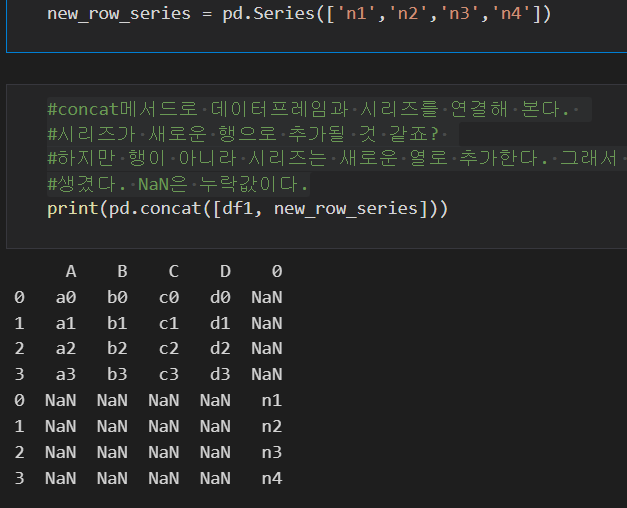 new_row_series = pd.Series(['n1','n2','n3','n4'])
#concat메서드로 데이터프레임과 시리즈를 연결해 본다.
#시리즈가 새로운 행으로 추가될 것 같죠?
#하지만 행이 아니라 시리즈는 새로운 열로 추가한다. 그래서
#생겼다. NaN은 누락값이다.
print(pd.concat([df1, new_row_series]))
A B C D 0
0 a0 b0 c0 d0 NaN
1 a1 b1 c1 d1 NaN
2 a2 b2 c2 d2 NaN
3 a3 b3 c3 d3 NaN
0 NaN NaN NaN NaN n1
1 NaN NaN NaN NaN n2
2 NaN NaN NaN NaN n3
3 NaN NaN NaN NaN n4